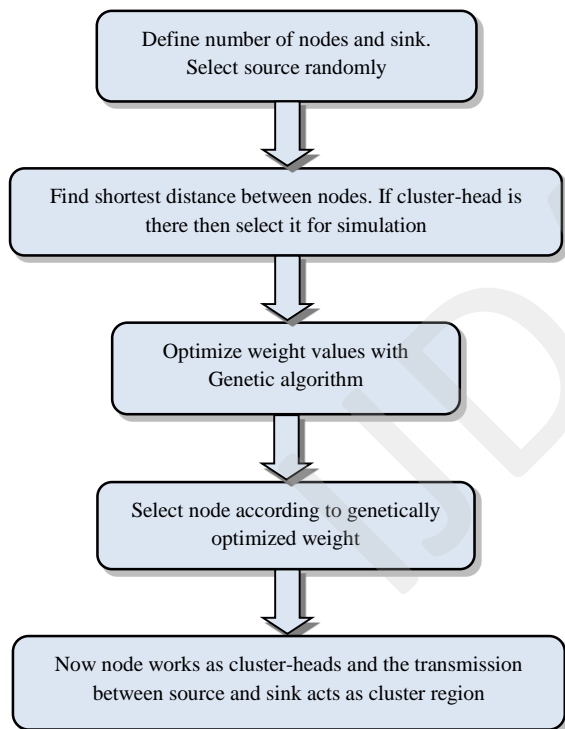 Define number of nodes and sink.
Select source randomly
Find shortest distance between nodes. If cluster-head is
there then select it for simulation
Optimize weight values with
Genetic algorithm
Select node according to genetically
optimized weight
Now node works as cluster-heads and the transmission
between source and sink acts as cluster region